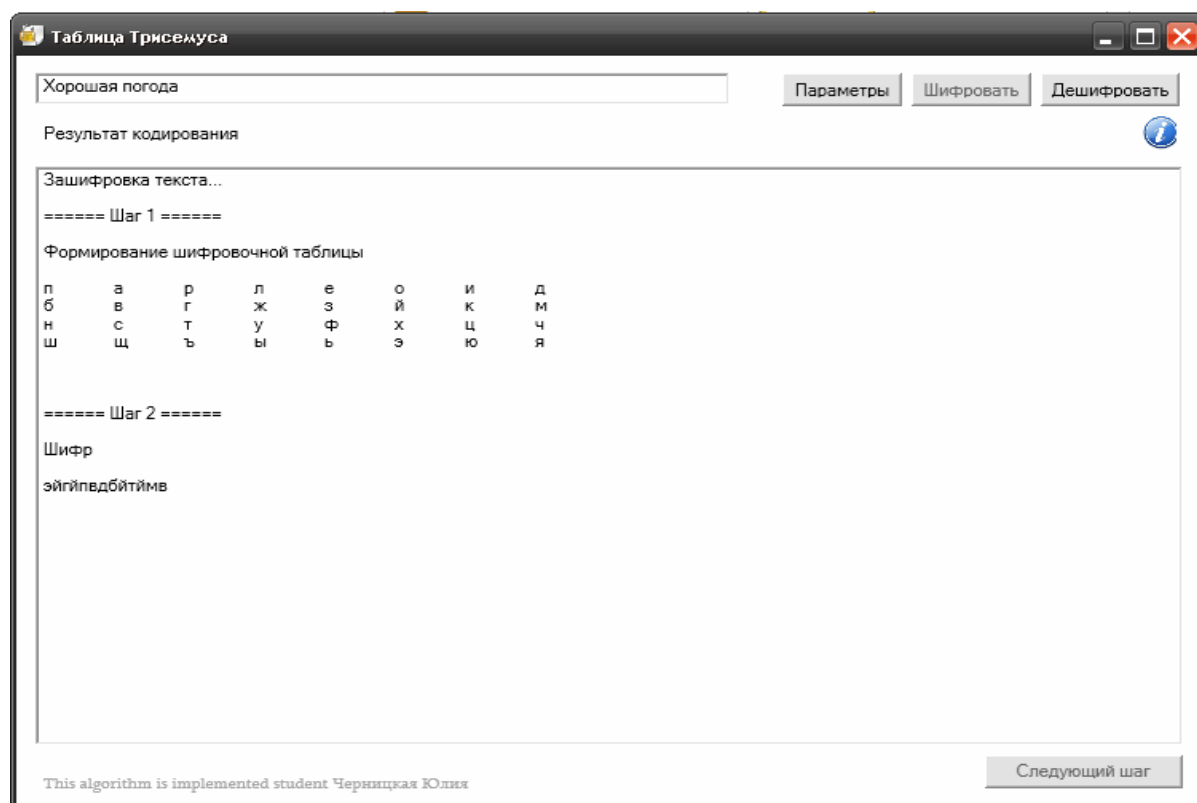 Таблица Трисемуса
Хорошая погода
Параметры Шифровать Дешифровать
Результат кодирования
Зашифровка текста...
====== Шаг 1 ======
Формирование шифровочной таблицы
п а р л е о и д
б в г ж з й к м
н с т у ф х ц ч
ш щ ъ ы ь э ю я
====== Шаг 2 ======
Шифр
эйгйпвдбйтймв
Следующий шаг
This algorithm is implemented student Черницкая Юлия